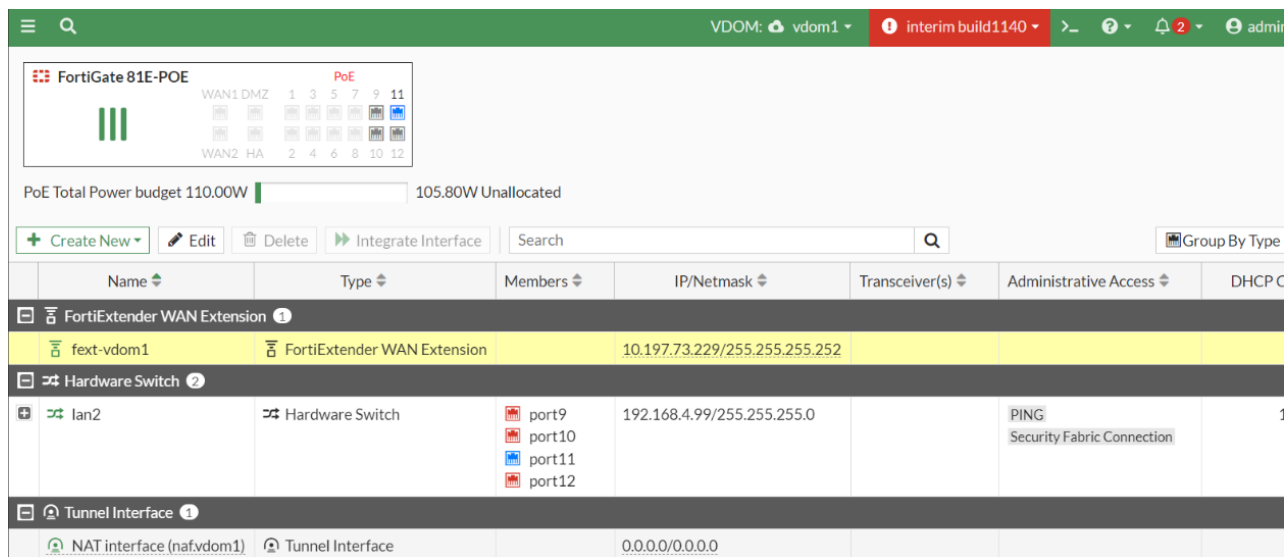 VDOM: vdom1 interim build1140 >_ 2 admin
FortiGate 81E-POE
PoE
WAN1 DMZ 1 3 5 7 9 11
WAN2 HA 2 4 6 8 10 12
PoE Total Power budget 110.00W 105.80W Unallocated
+ Create New Edit Delete Integrate Interface Search Group By Type
Name Type Members IP/Netmask Transceiver(s) Administrative Access DHCP C
FortiExtender WAN Extension 1
fext-vdom1 FortiExtender WAN Extension 10.197.73.229/255.255.255.252
Hardware Switch 2
lan2 Hardware Switch port9 192.168.4.99/255.255.255.0 PING 1
port10 Security Fabric Connection
port11
port12
Tunnel Interface 1
NAT interface (naf.vdom1) Tunnel Interface 0.0.0.0/0.0.0.0